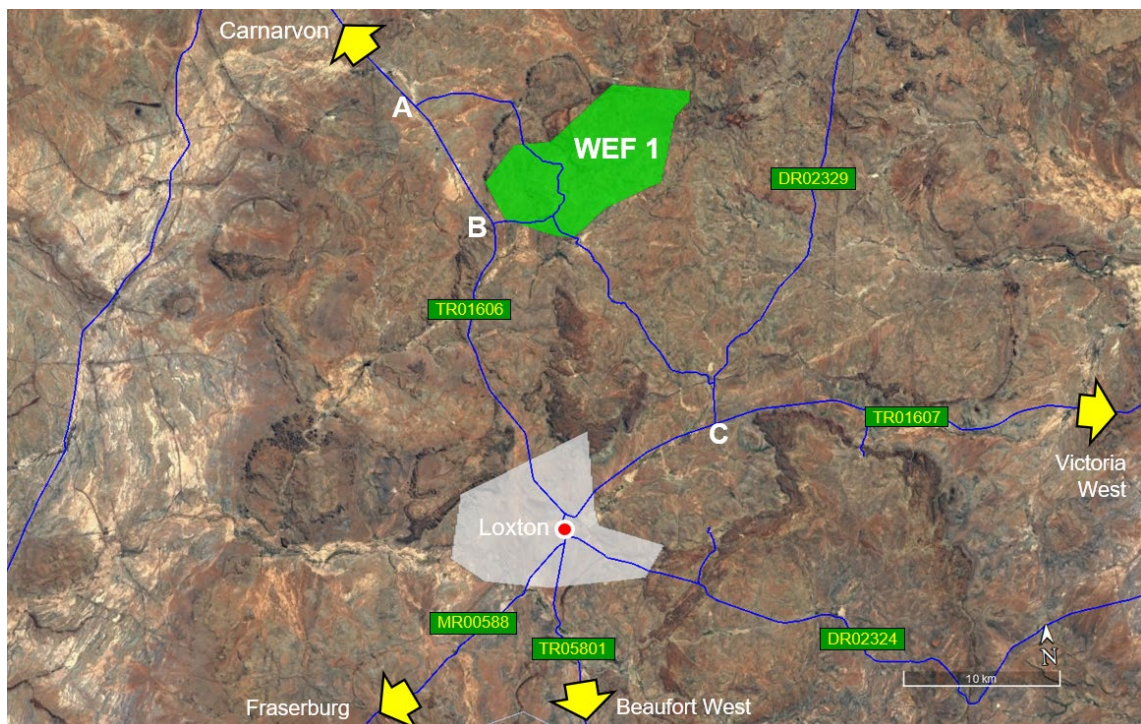 Carnarvon
A
WEF 1
DR02329
B
TR01606
TR01607
C
Victoria
West
Loxton
MR00588
TR05801
DR02324
N
10 km
Fraserburg
Beaufort West